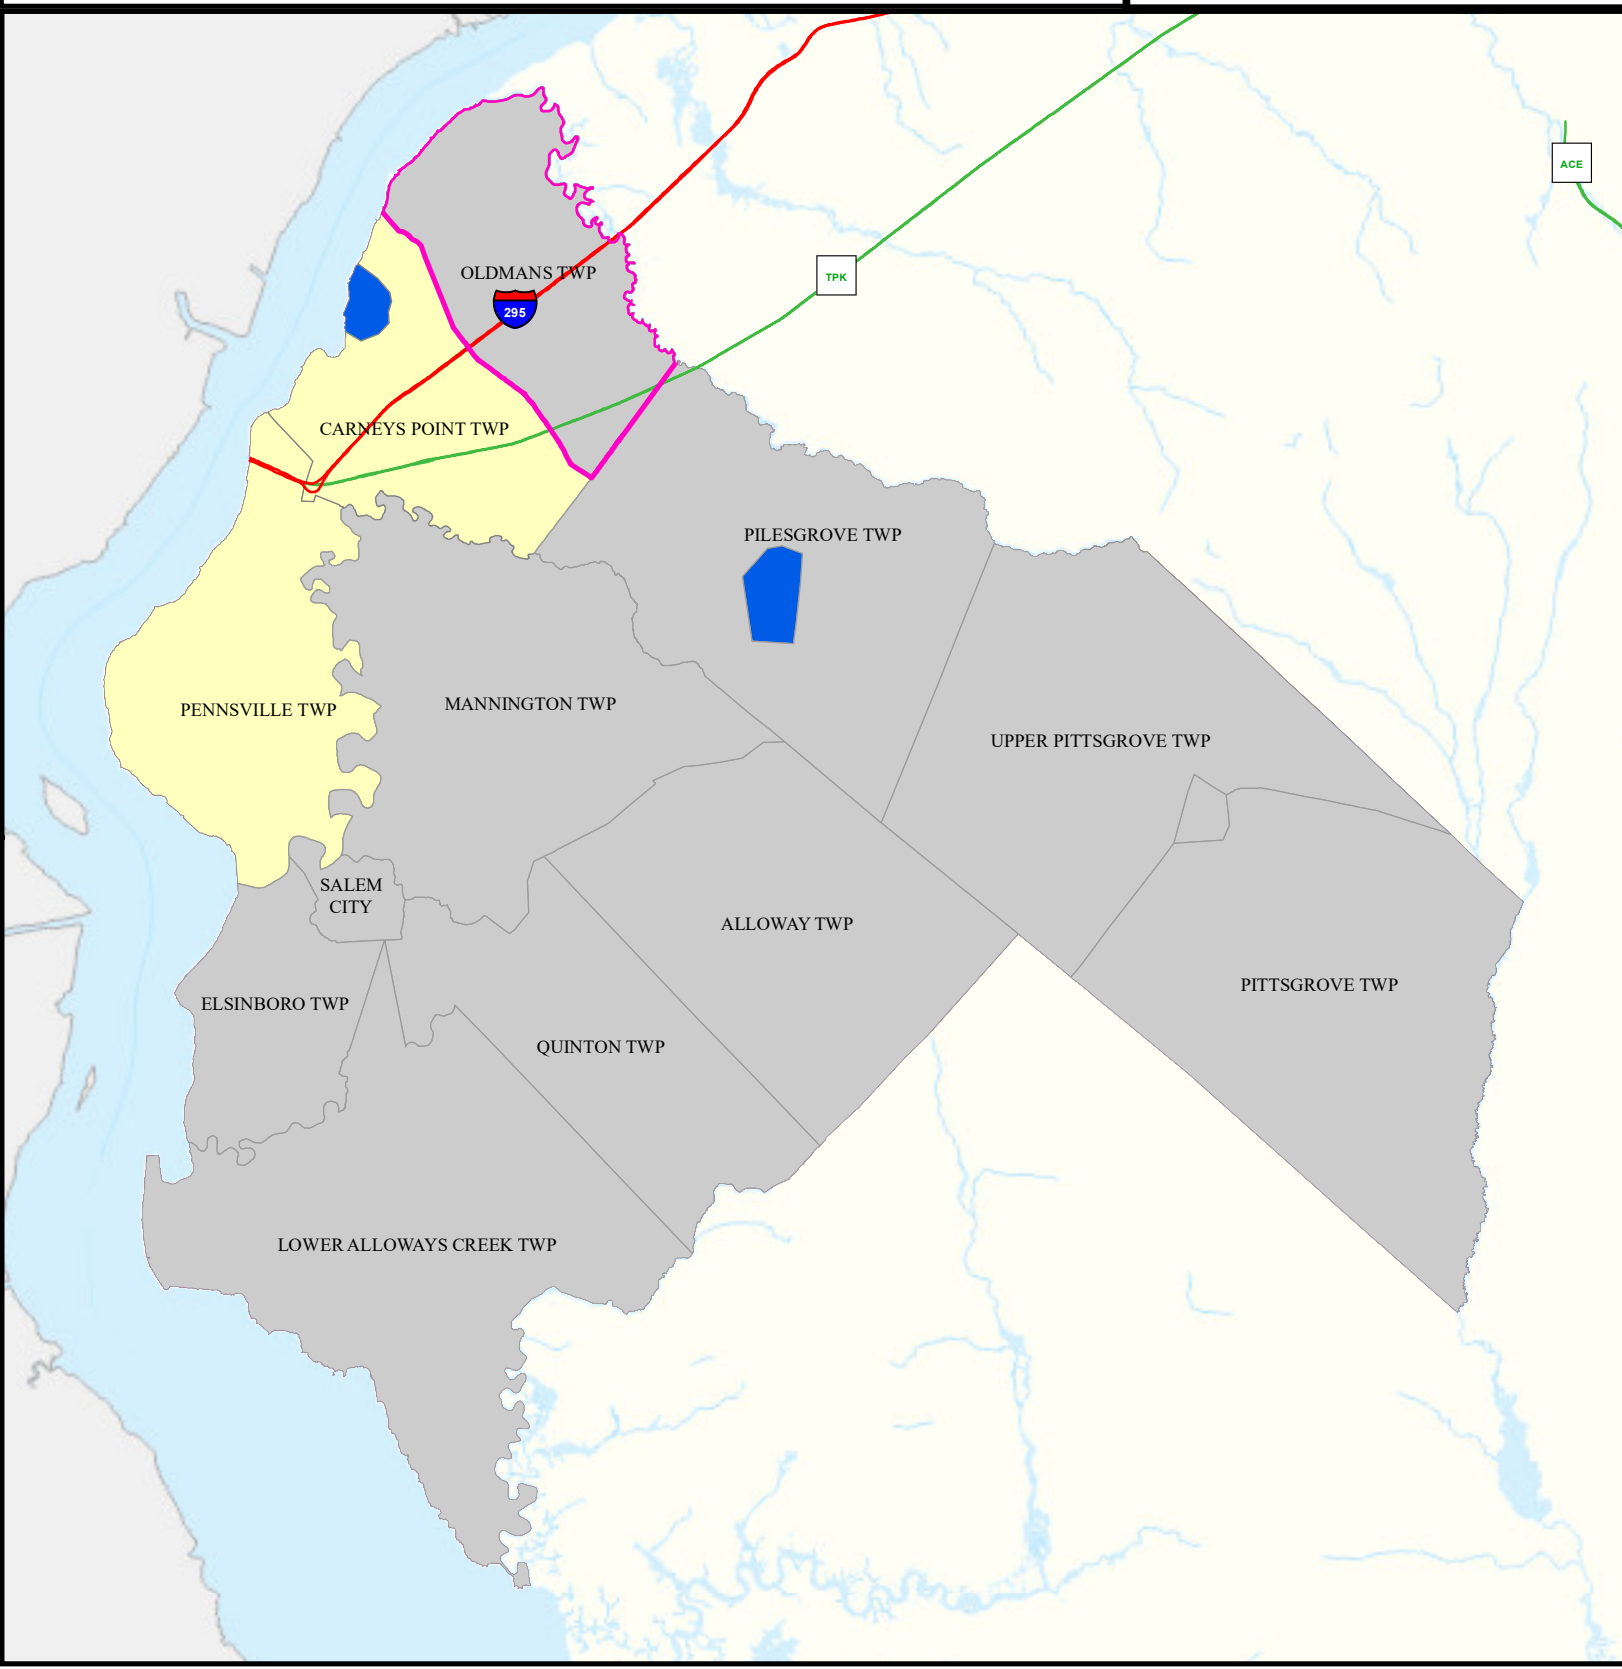 ACE
TPK
OLDMANS TWP
295
CARNEYS POINT TWP
PILESGROVE TWP
MANNINGTON TWP
PENNSVILLE TWP
UPPER PITTSGROVE TWP
SALEM
CITY
ALLOWAY TWP
PITTSGROVE TWP
ELSINBORO TWP
QUINTON TWP
LOWER ALLOWAYS CREEK TWP